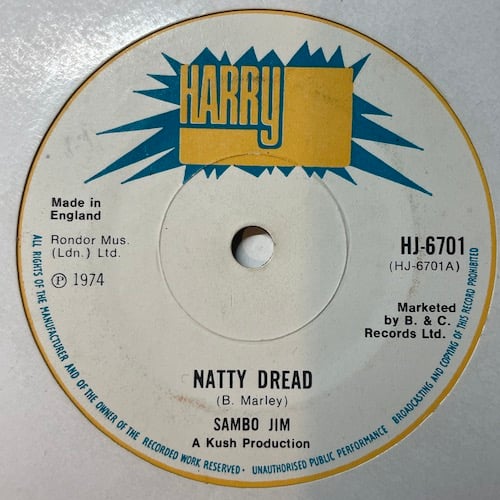 HARRY
Made in
England
Rondor Mus.
(Ldn.) Ltd.
℗ 1974
HJ-6701
(HJ-6701A)
Marketed
by B. & C.
Records Ltd.
NATTY DREAD
(B. Marley)
SAMBO JIM
A Kush Production
ALL RIGHTS OF THE MANUFACTURER AND OF THE OWNER OF THE RECORDED WORK RESERVED · UNAUTHORISED PUBLIC PERFORMANCE BROADCASTING AND COPYING OF THIS RECORD PROHIBITED